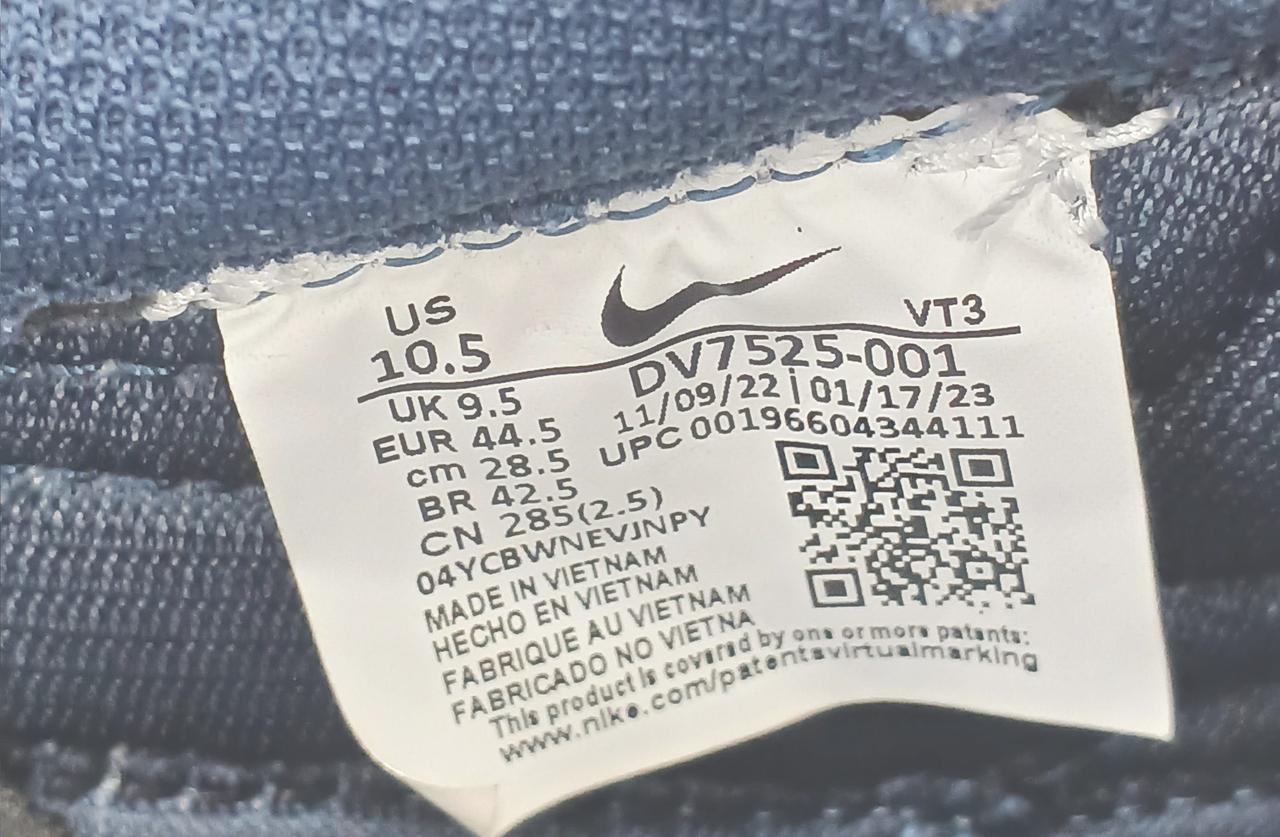 US
10.5
UK 9.5
EUR 44.5
cm 28.5
BR 42.5
CN 285(2.5)
04YCBWNEVJNPY
MADE IN VIETNAM
HECHO EN VIETNAM
FABRIQUE AU VIETNAM
FABRICADO NO VIETNA
This product is covered by one or more patents:
www.nike.com/patentsvirtualmarking
VT3
DV7525-001
11/09/22 | 01/17/23
UPC 00196604344111